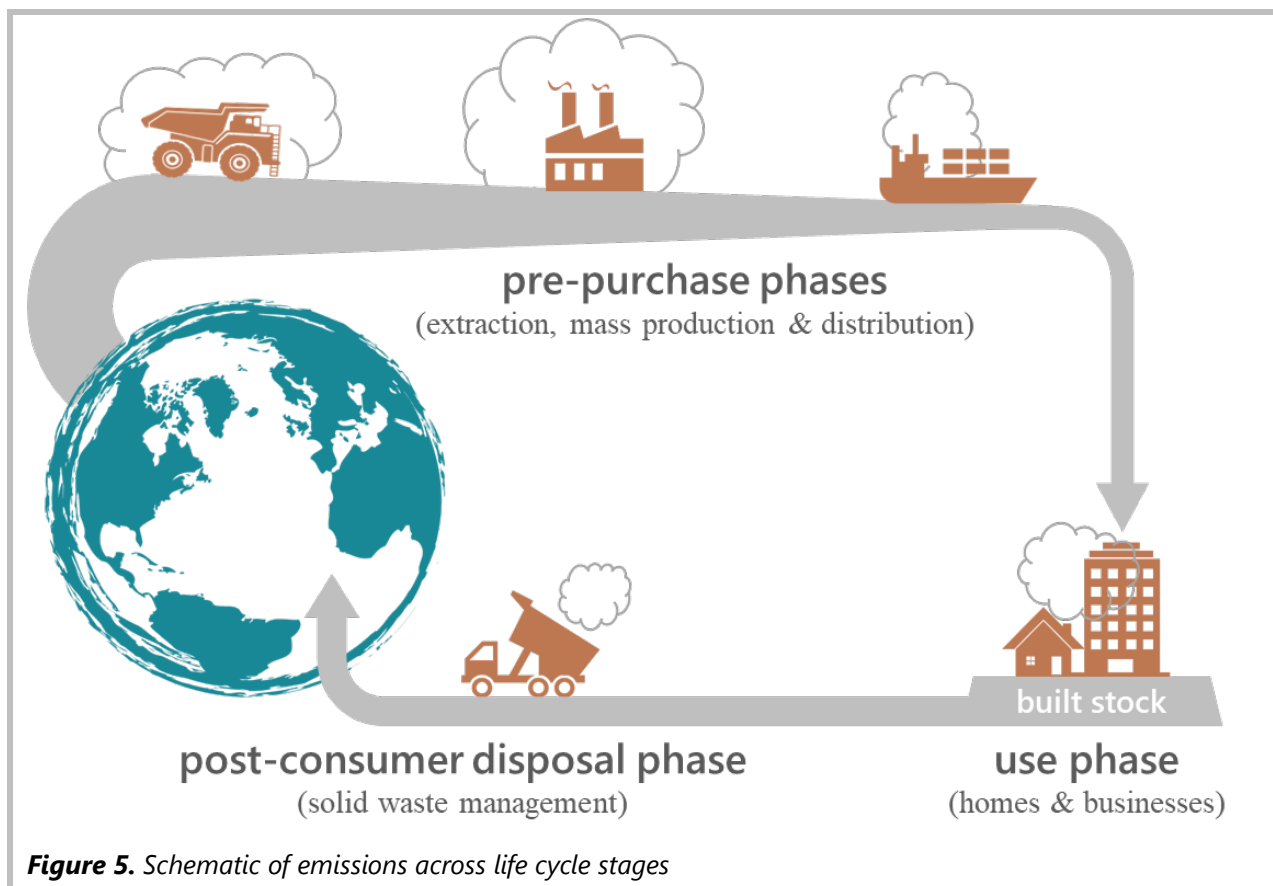 pre-purchase phases
(extraction, mass production & distribution)
built stock
post-consumer disposal phase
(solid waste management)
use phase
(homes & businesses)
Figure 5. Schematic of emissions across life cycle stages